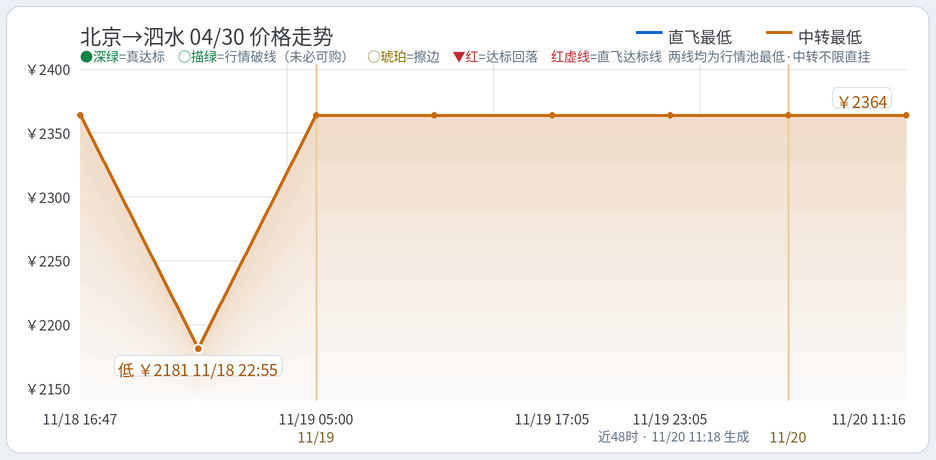 北京→泗水 04/30 价格走势
直飞最低 中转最低
●深绿=真达标 ○描绿=行情破线（未必可购） ○琥珀=擦边 ▼红=达标回落 红虚线=直飞达标线 两线均为行情池最低·中转不限直挂
￥2400
￥2364
￥2350
￥2300
￥2250
￥2200
低 ￥2181 11/18 22:55
￥2150
11/18 16:47 11/19 05:00 11/19 17:05 11/19 23:05 11/20 11:16
11/19 近48时 · 11/20 11:18 生成 11/20